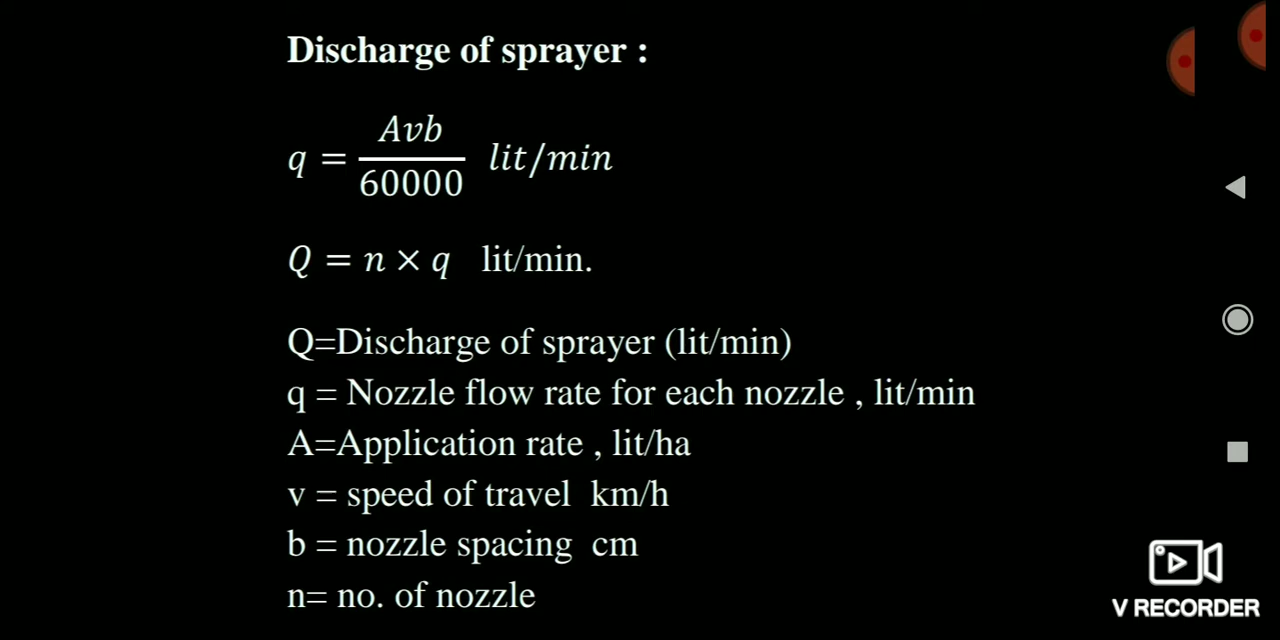 Discharge of sprayer :
q = Avb/60000 lit/min
Q = n × q lit/min.
Q=Discharge of sprayer (lit/min)
q = Nozzle flow rate for each nozzle , lit/min
A=Application rate , lit/ha
v = speed of travel km/h
b = nozzle spacing cm
n= no. of nozzle
V RECORDER